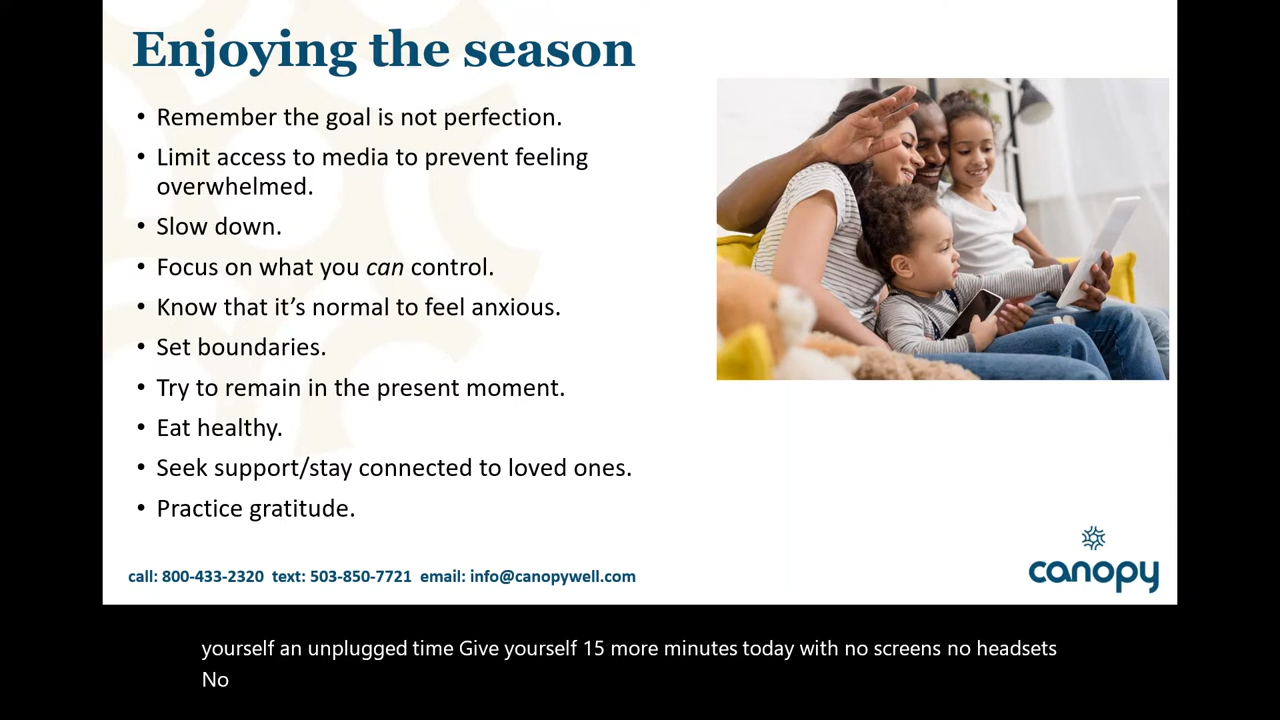 Enjoying the season
• Remember the goal is not perfection.
• Limit access to media to prevent feeling
overwhelmed.
• Slow down.
• Focus on what you can control.
• Know that it’s normal to feel anxious.
• Set boundaries.
• Try to remain in the present moment.
• Eat healthy.
• Seek support/stay connected to loved ones.
• Practice gratitude.
call: 800-433-2320 text: 503-850-7721 email: info@canopywell.com
canopy
yourself an unplugged time Give yourself 15 more minutes today with no screens no headsets
No